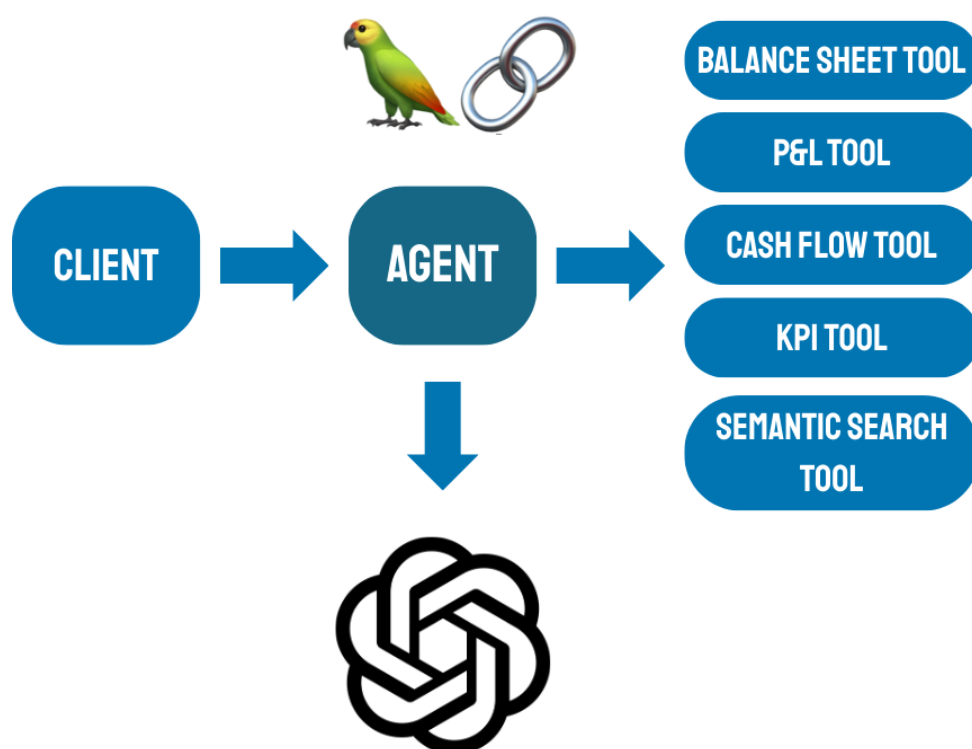 BALANCE SHEET TOOL
P&L TOOL
CLIENT
AGENT
CASH FLOW TOOL
KPI TOOL
SEMANTIC SEARCH
TOOL